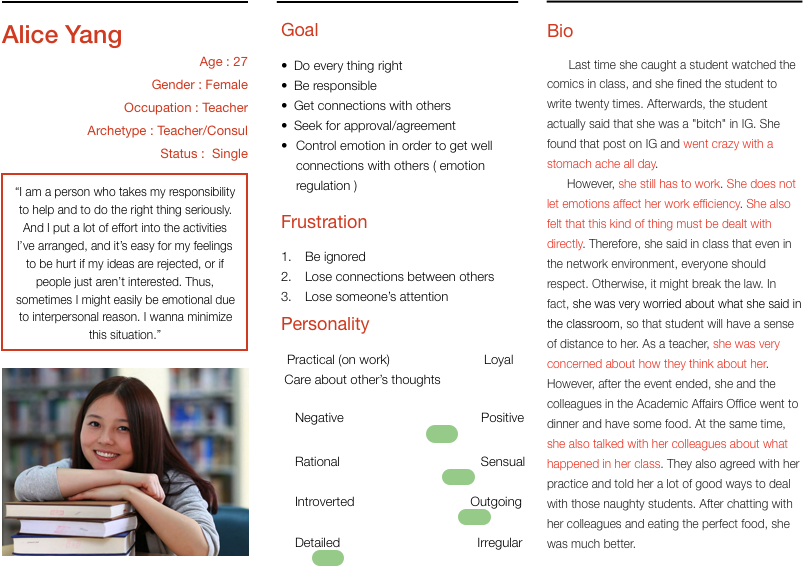 Alice Yang
Age : 27
Gender : Female
Occupation : Teacher
Archetype : Teacher/Consul
Status :  Single
“I am a person who takes my responsibility
to help and to do the right thing seriously.
And I put a lot of effort into the activities
I’ve arranged, and it’s easy for my feelings
to be hurt if my ideas are rejected, or if
people just aren’t interested. Thus,
sometimes I might easily be emotional due
to interpersonal reason. I wanna minimize
this situation.”
Goal
• Do every thing right
• Be responsible
• Get connections with others
• Seek for approval/agreement
• Control emotion in order to get well
connections with others ( emotion
regulation )
Frustration
1. Be ignored
2. Lose connections between others
3. Lose someone’s attention
Personality
Practical (on work) Loyal
Care about other’s thoughts
Negative Positive
Rational Sensual
Introverted Outgoing
Detailed Irregular
Bio
Last time she caught a student watched the
comics in class, and she fined the student to
write twenty times. Afterwards, the student
actually said that she was a "bitch" in IG. She
found that post on IG and went crazy with a
stomach ache all day.
However, she still has to work. She does not
let emotions affect her work efficiency. She also
felt that this kind of thing must be dealt with
directly. Therefore, she said in class that even in
the network environment, everyone should
respect. Otherwise, it might break the law. In
fact, she was very worried about what she said in
the classroom, so that student will have a sense
of distance to her. As a teacher, she was very
concerned about how they think about her.
However, after the event ended, she and the
colleagues in the Academic Affairs Office went to
dinner and have some food. At the same time,
she also talked with her colleagues about what
happened in her class. They also agreed with her
practice and told her a lot of good ways to deal
with those naughty students. After chatting with
her colleagues and eating the perfect food, she
was much better.